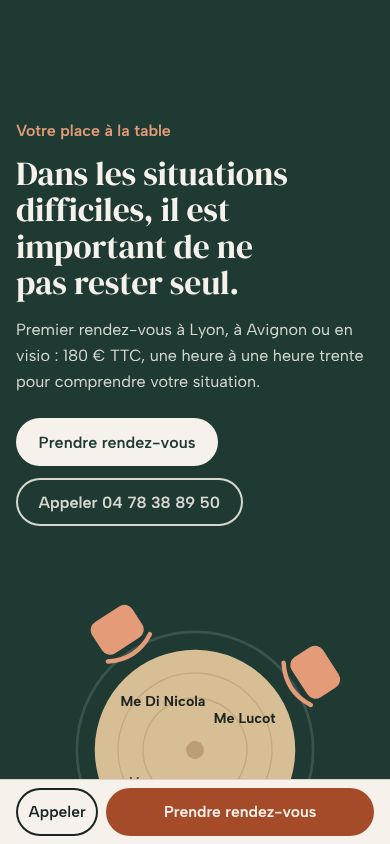 Votre place à la table
Dans les situations
difficiles, il est
important de ne
pas rester seul.
Premier rendez-vous à Lyon, à Avignon ou en
visio : 180 € TTC, une heure à une heure trente
pour comprendre votre situation.
Prendre rendez-vous
Appeler 04 78 38 89 50
Me Di Nicola
Me Lucot
Appeler
Prendre rendez-vous